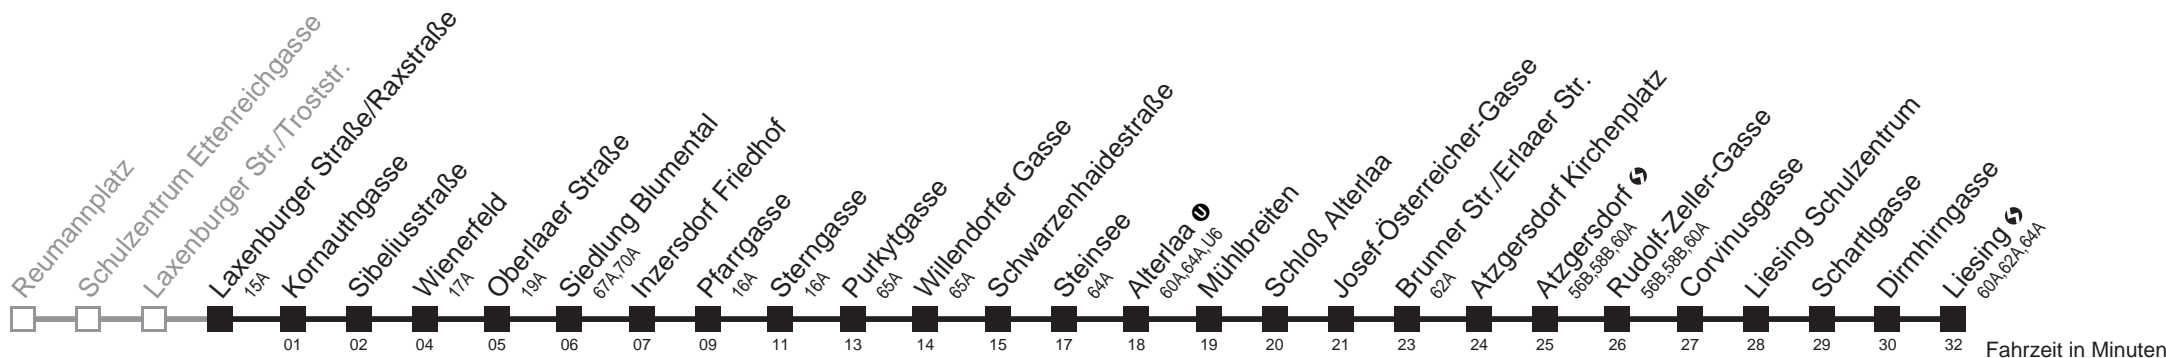 Reumannplatz
Schulzentrum Ettenreichgasse
Laxenburger Str./Troststr.
Laxenburger Straße/Raxstraße
15A
Kornauthgasse
Sibeliusstraße
Wienerfeld
17A
Oberlaaer Straße
19A
Siedlung Blumental
67A,70A
Inzersdorf Friedhof
Pfarrgasse
16A
Sterngasse
16A
Purkytgasse
65A
Willendorfer Gasse
65A
Schwarzenhaidestraße
Steinsee
64A
Alterlaa U
60A,64A,U6
Mühlbreiten
Schloß Alterlaa
Josef-Österreicher-Gasse
Brunner Str./Erlaaer Str.
62A
Atzgersdorf Kirchenplatz
Atzgersdorf
56B,58B,60A
Rudolf-Zeller-Gasse
56B,58B,60A
Corvinusgasse
Liesing Schulzentrum
Schartlgasse
Dirmhirngasse
Liesing
60A,62A,64A
01 02 04 05 06 07 09 11 13 14 15 17 18 19 20 21 23 24 25 26 27 28 29 30 32 Fahrzeit in Minuten